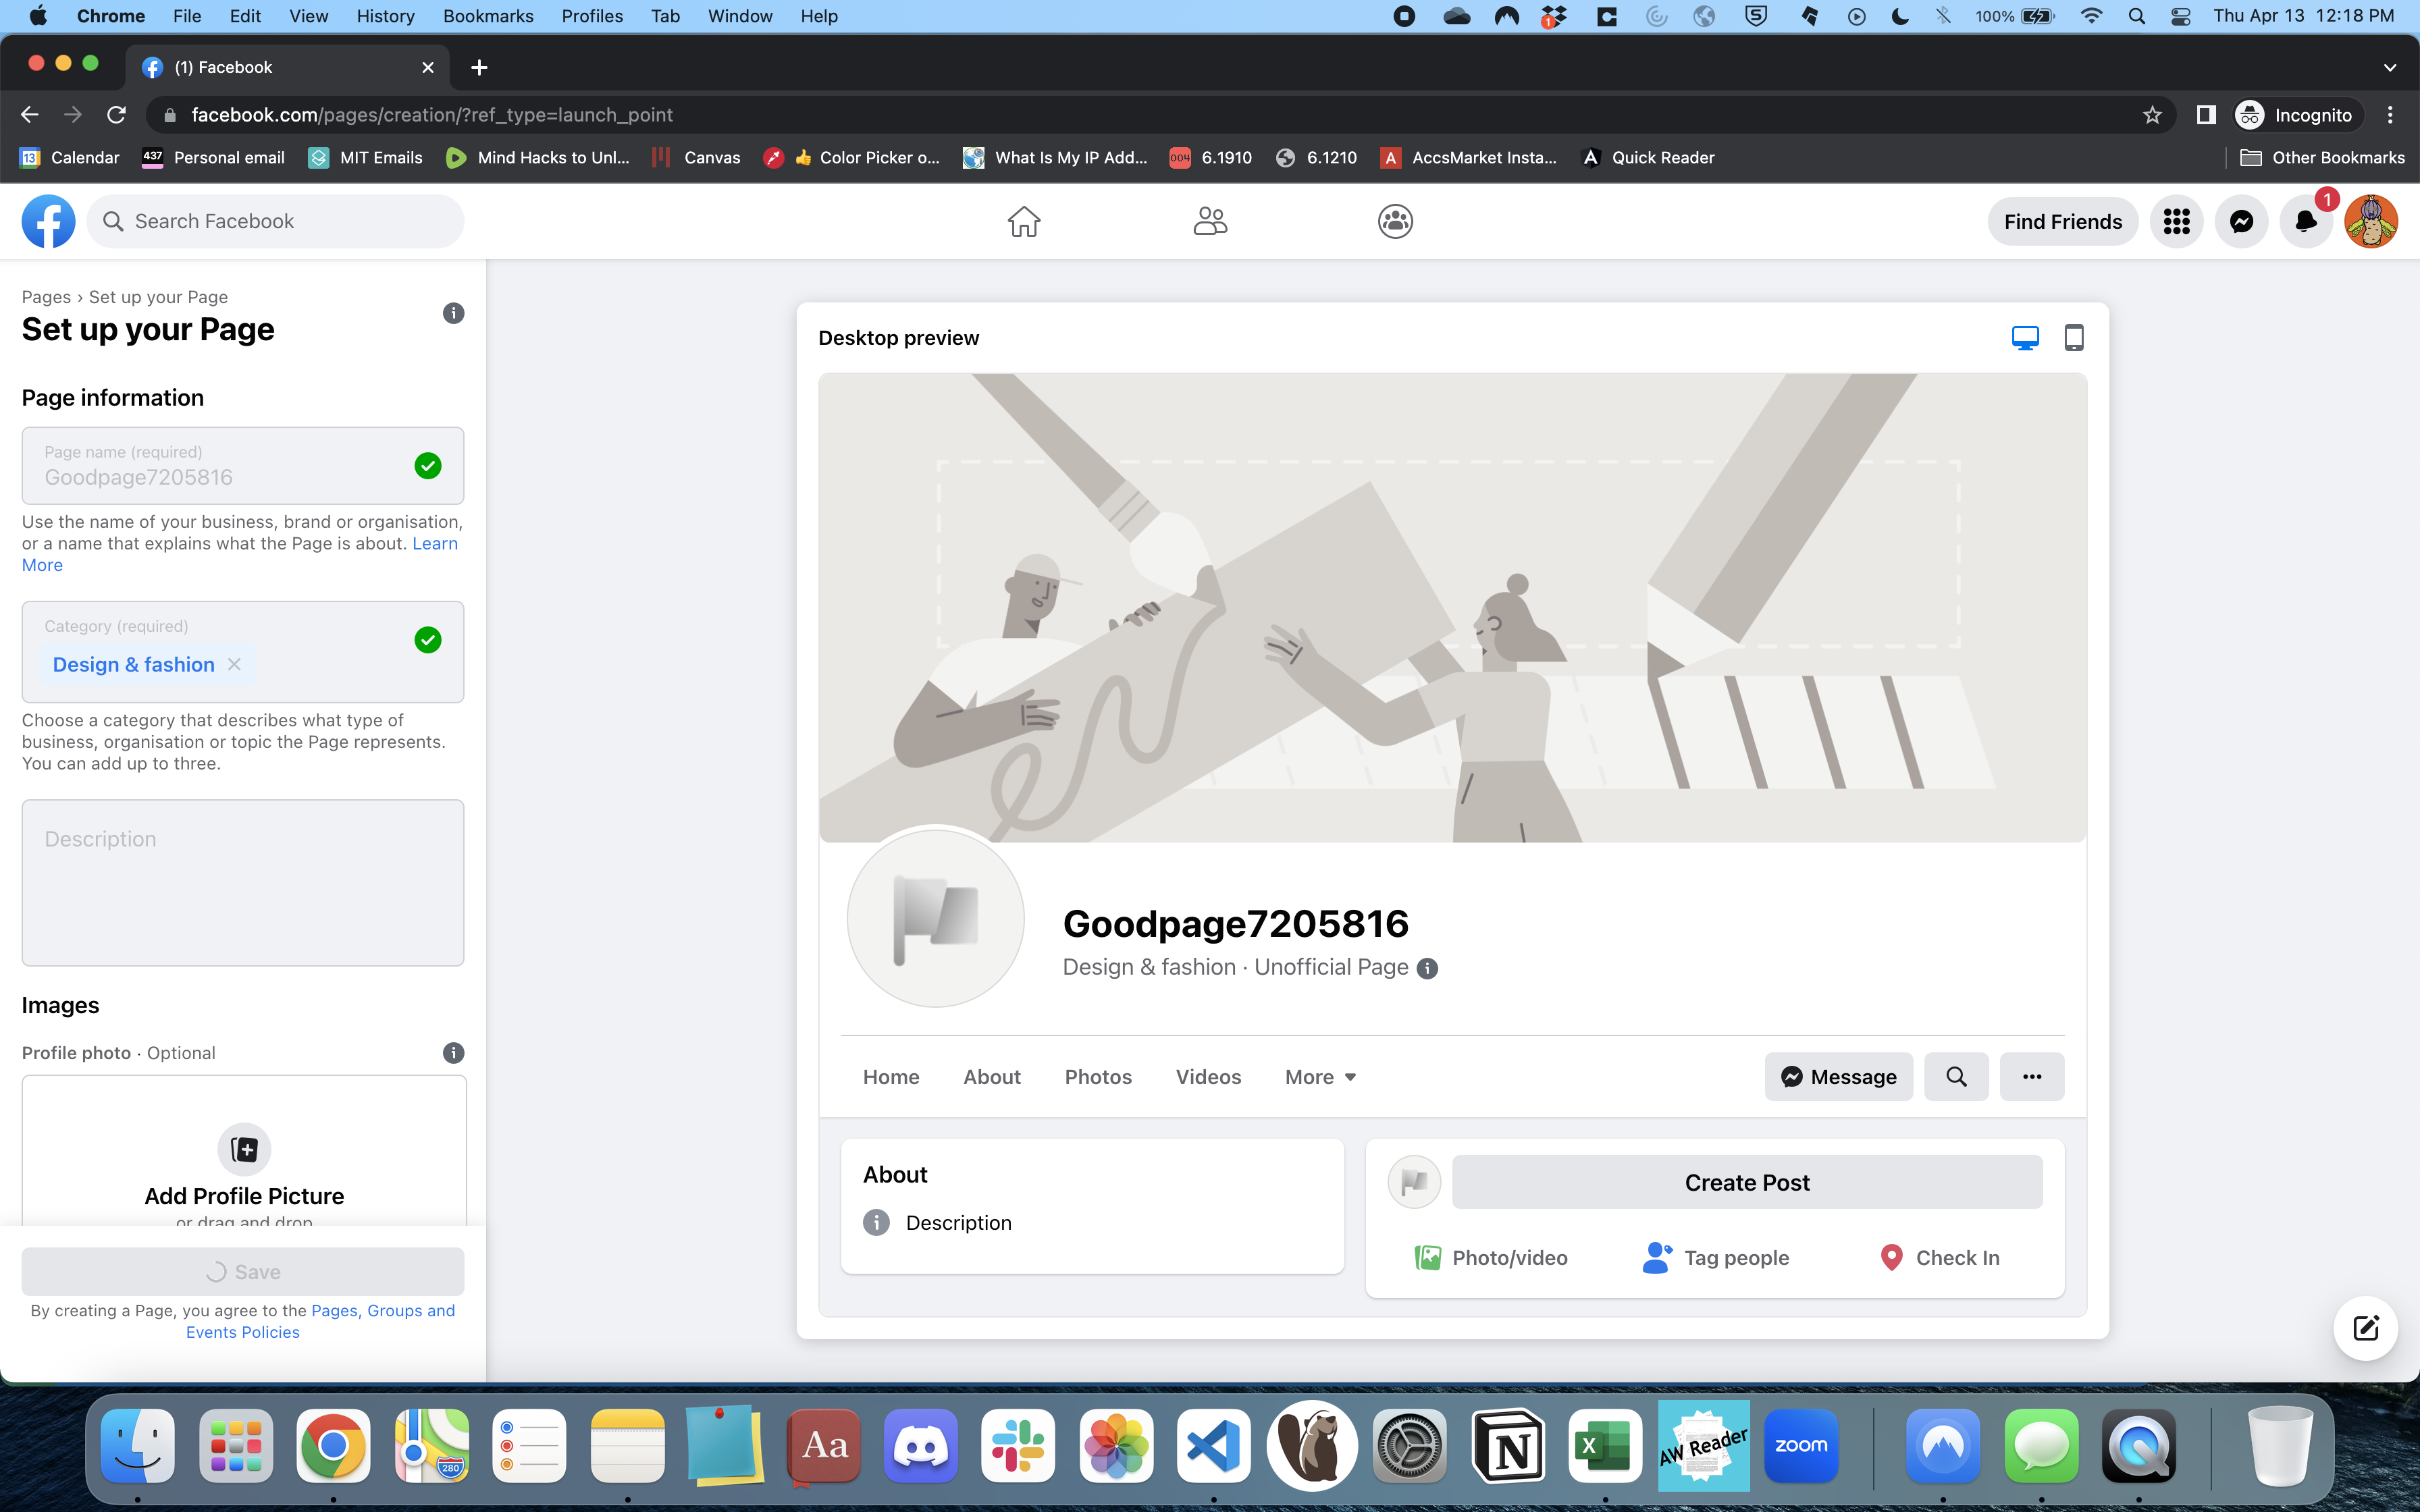 Chrome File Edit View History Bookmarks Profiles Tab Window Help
1 100% Thu Apr 13 12:18 PM
(1) Facebook
facebook.com/pages/creation/?ref_type=launch_point
Incognito
13 Calendar 437 Personal email MIT Emails Mind Hacks to Unl... Canvas Color Picker o... What Is My IP Add... 004 6.1910 6.1210 A AccsMarket Insta... Quick Reader Other Bookmarks
Search Facebook
Find Friends
1
Pages › Set up your Page
Set up your Page
Page information
Page name (required)
Goodpage7205816
Use the name of your business, brand or organisation,
or a name that explains what the Page is about. Learn
More
Category (required)
Design & fashion
Choose a category that describes what type of
business, organisation or topic the Page represents.
You can add up to three.
Description
Images
Profile photo · Optional
Add Profile Picture
or drag and drop
Save
By creating a Page, you agree to the Pages, Groups and
Events Policies
Desktop preview
Goodpage7205816
Design & fashion · Unofficial Page
Home About Photos Videos More
Message
About
Description
Create Post
Photo/video Tag people Check In
280
Aa
N
X
AW Reader
zoom